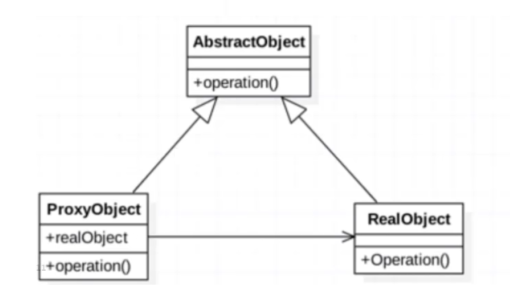 AbstractObject
+operation()
ProxyObject
+realObject
+operation()
RealObject
+Operation()